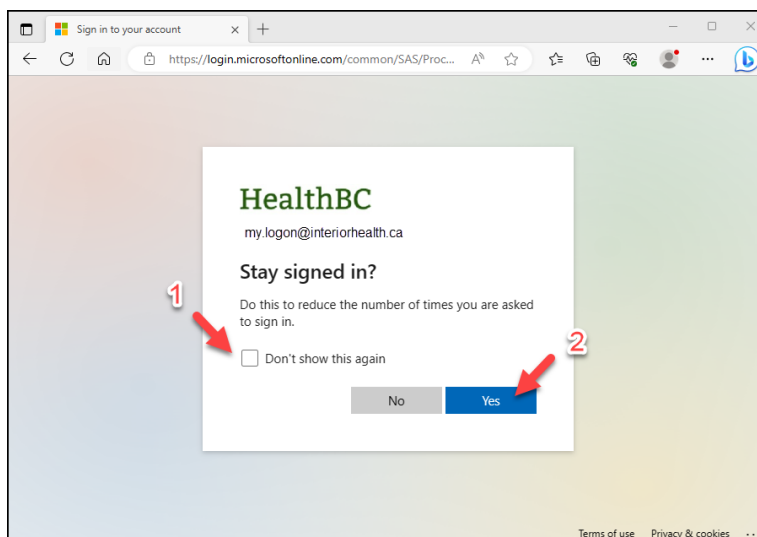 Sign in to your account
https://login.microsoftonline.com/common/SAS/Proc...
HealthBC
my.logon@interiorhealth.ca
Stay signed in?
1
Do this to reduce the number of times you are asked
to sign in.
2
Don't show this again
No
Yes
Terms of use Privacy & cookies